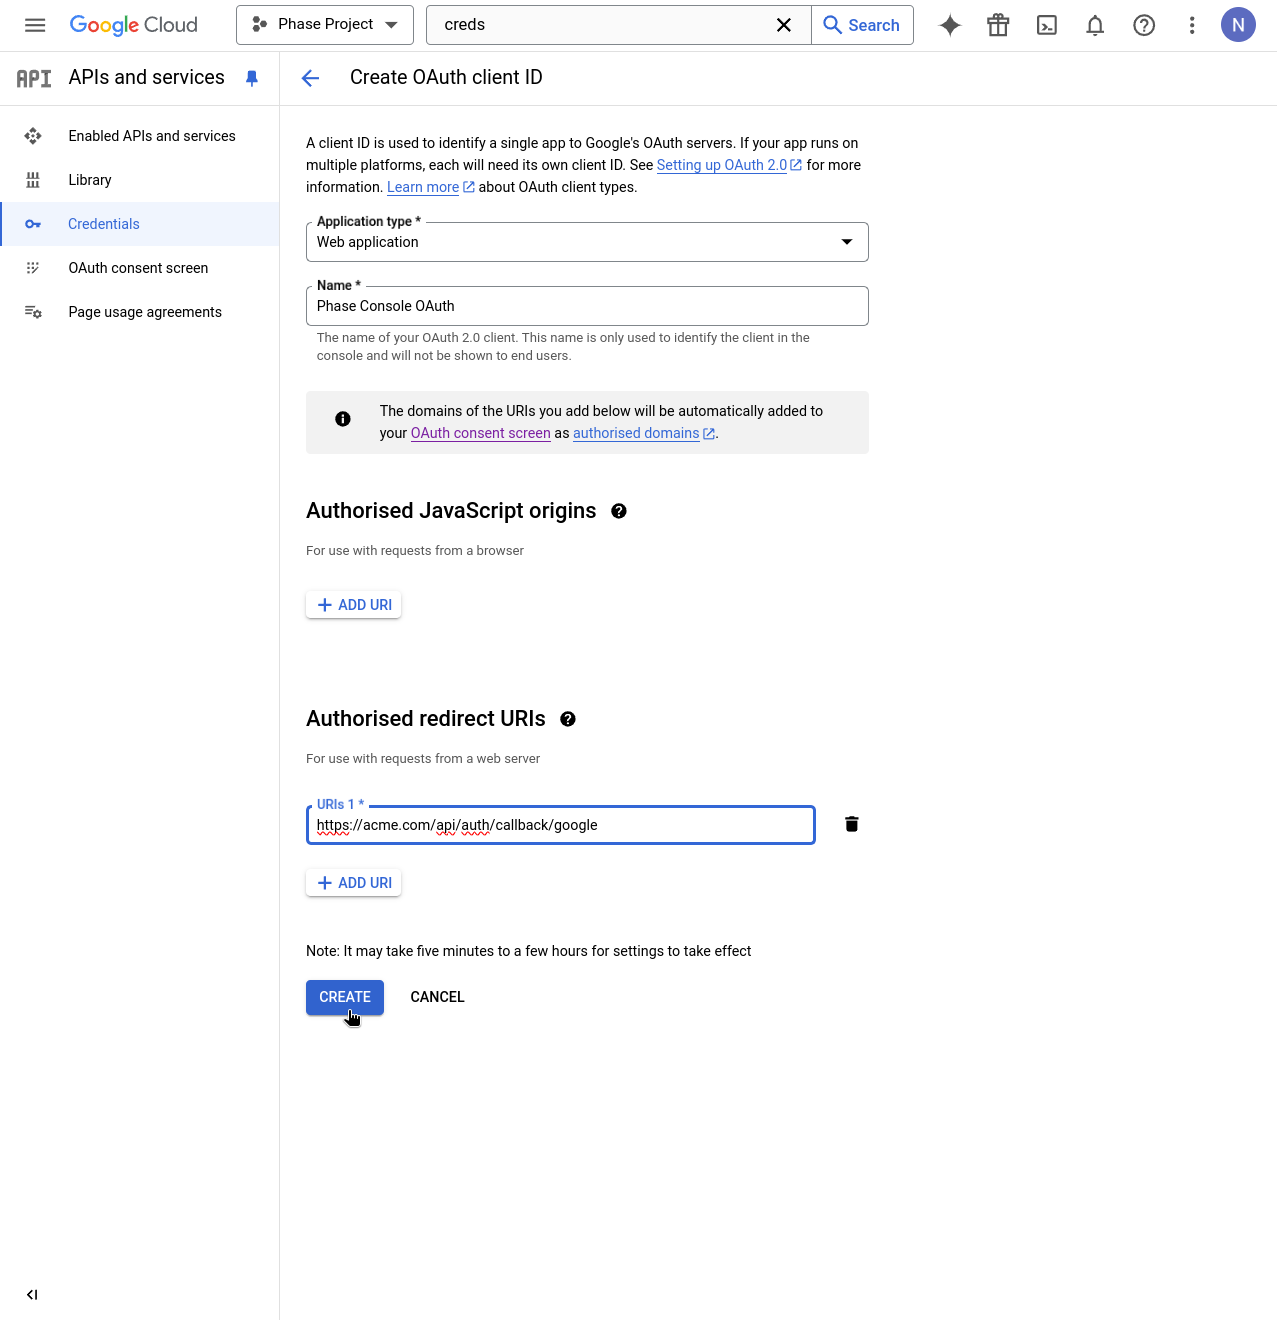 Google Cloud
Phase Project
creds
Search
N
API
APIs and services
Create OAuth client ID
Enabled APIs and services
Library
Credentials
OAuth consent screen
Page usage agreements
A client ID is used to identify a single app to Google's OAuth servers. If your app runs on
multiple platforms, each will need its own client ID. See Setting up OAuth 2.0 for more
information. Learn more about OAuth client types.
Application type *
Web application
Name *
Phase Console OAuth
The name of your OAuth 2.0 client. This name is only used to identify the client in the
console and will not be shown to end users.
The domains of the URIs you add below will be automatically added to
your OAuth consent screen as authorised domains.
Authorised JavaScript origins
For use with requests from a browser
ADD URI
Authorised redirect URIs
For use with requests from a web server
URIs 1 *
https://acme.com/api/auth/callback/google
ADD URI
Note: It may take five minutes to a few hours for settings to take effect
CREATE
CANCEL